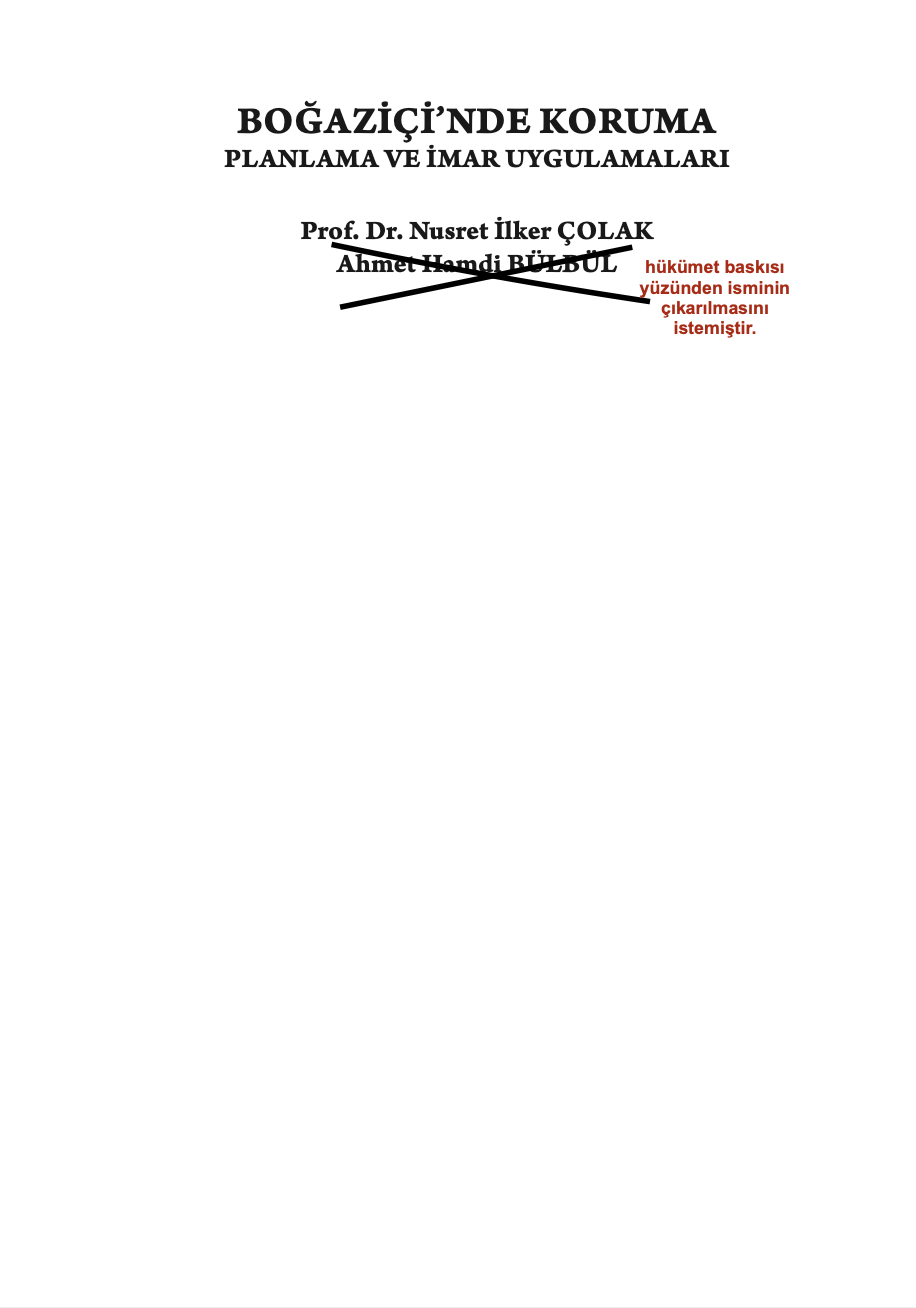 BOĞAZİÇİ’NDE KORUMA
PLANLAMA VE İMAR UYGULAMALARI
Prof. Dr. Nusret İlker ÇOLAK
Ahmet Hamdi BÜLBÜL
hükümet baskısı
yüzünden isminin
çıkarılmasını
istemiştir.